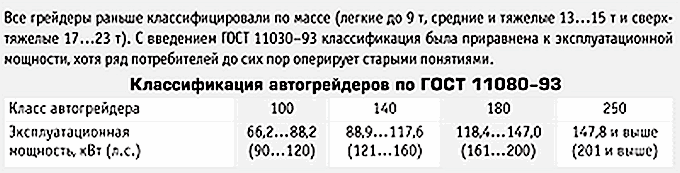 Все грейдеры раньше классифицировали по массе (легкие до 9 т, средние и тяжелые 13...15 т и сверх-
тяжелые 17...23 т). С введением ГОСТ 11030–93 классификация была приравнена к эксплуатационной
мощности, хотя ряд потребителей до сих пор оперирует старыми понятиями.
Классификация автогрейдеров по ГОСТ 11080–93
Класс автогрейдера 100 140 180 250
Эксплуатационная 66,2...88,2 88,9...117,6 118,4...147,0 147,8 и выше
мощность, кВт (л.с.) (90...120) (121...160) (161...200) (201 и выше)